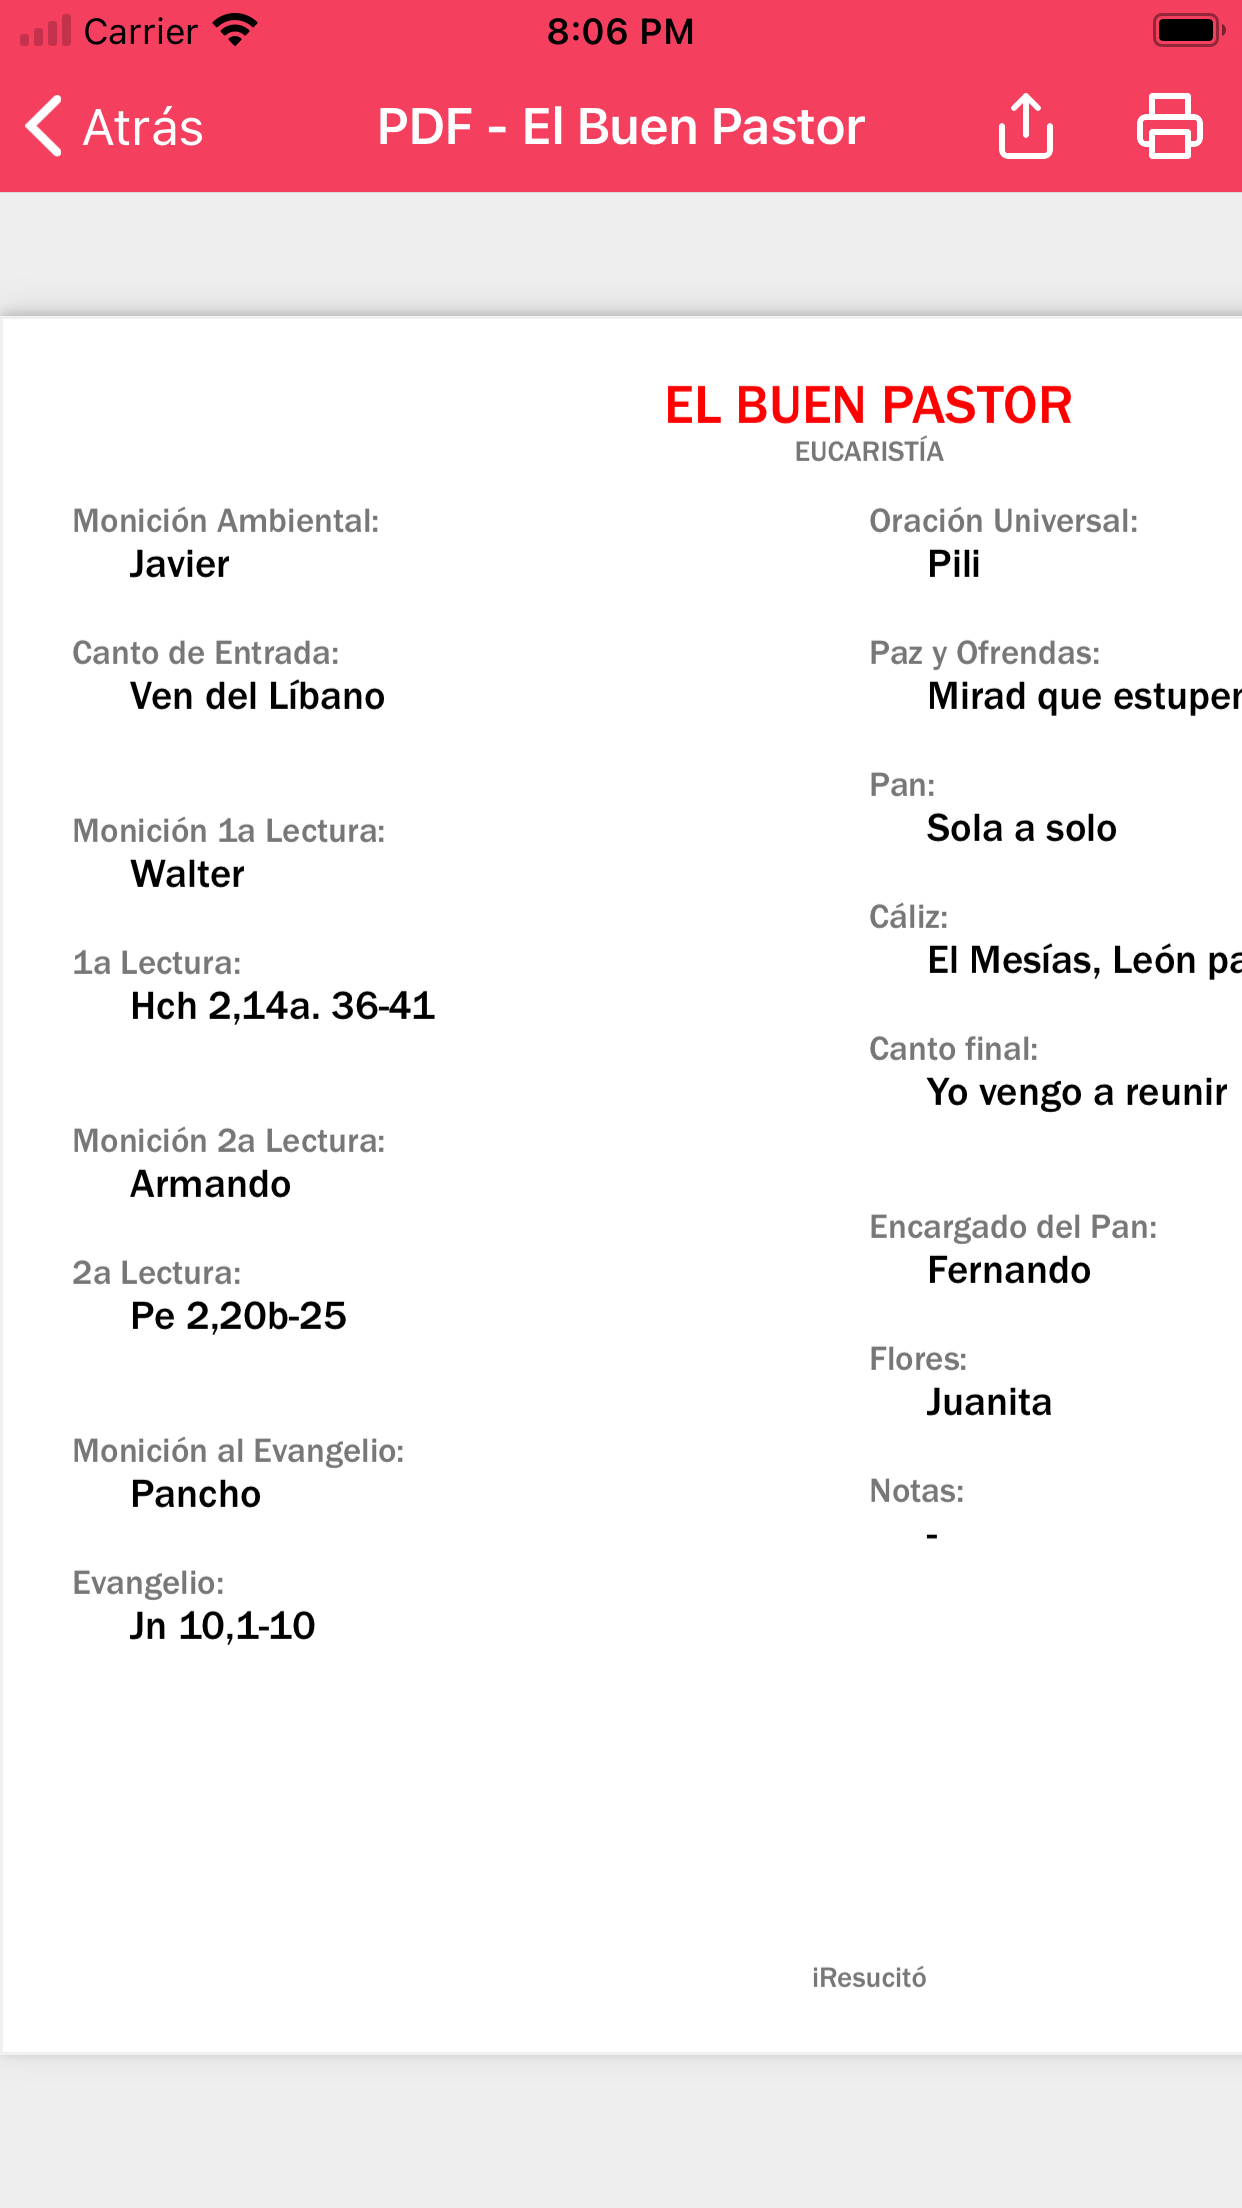 Carrier
8:06 PM
Atrás
PDF - El Buen Pastor
EL BUEN PASTOR
EUCARISTÍA
Monición Ambiental:
Javier
Canto de Entrada:
Ven del Líbano
Monición 1a Lectura:
Walter
1a Lectura:
Hch 2,14a. 36-41
Monición 2a Lectura:
Armando
2a Lectura:
Pe 2,20b-25
Monición al Evangelio:
Pancho
Evangelio:
Jn 10,1-10
Oración Universal:
Pili
Paz y Ofrendas:
Mirad que
Pan:
Sola a solo
Cáliz:
El Mesías, León
Canto final:
Yo vengo a reunir
Encargado del Pan:
Fernando
Flores:
Juanita
Notas:
-
iResucitó